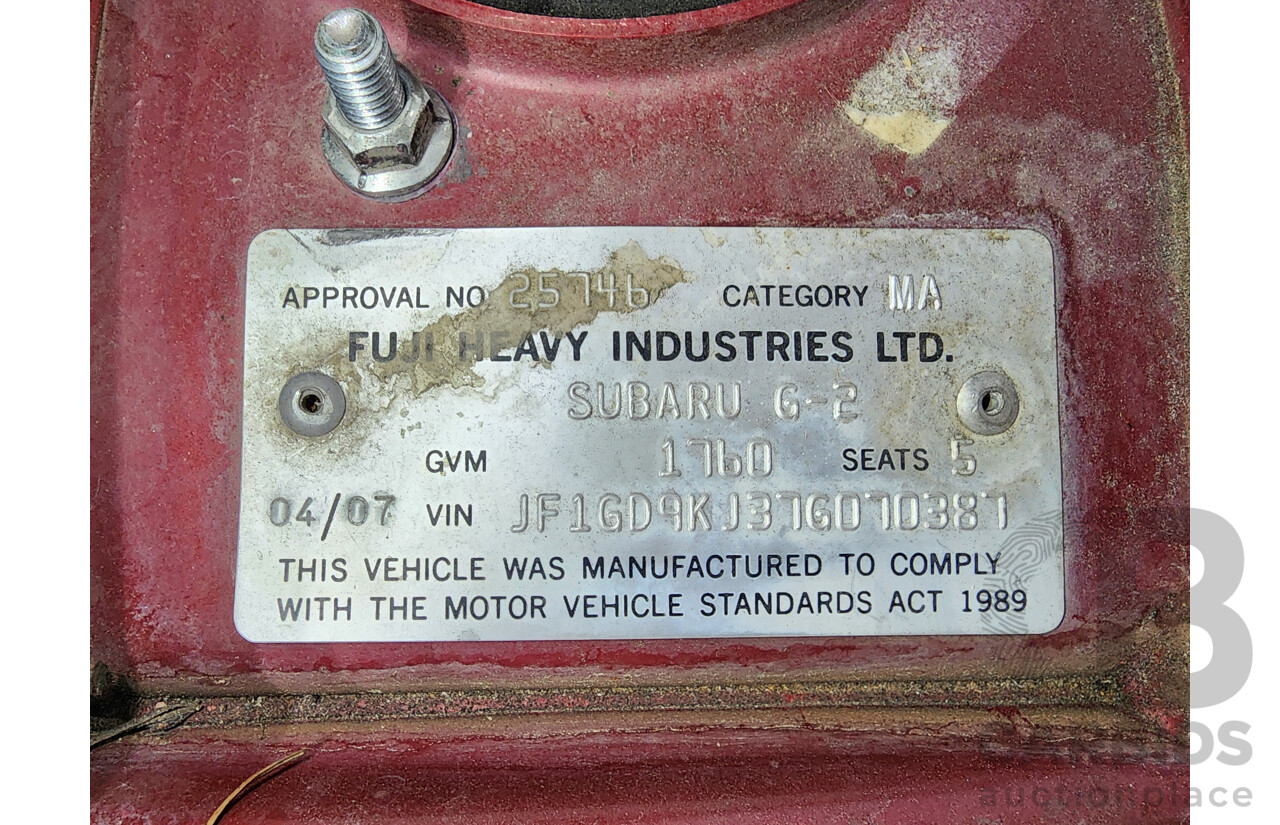 APPROVAL NO 25746 CATEGORY MA
FUJI HEAVY INDUSTRIES LTD.
SUBARU G-2
GVM 1760 SEATS 5
04/07 VIN JF1GD9KJ37G070387
THIS VEHICLE WAS MANUFACTURED TO COMPLY
WITH THE MOTOR VEHICLE STANDARDS ACT 1989
auctionplace